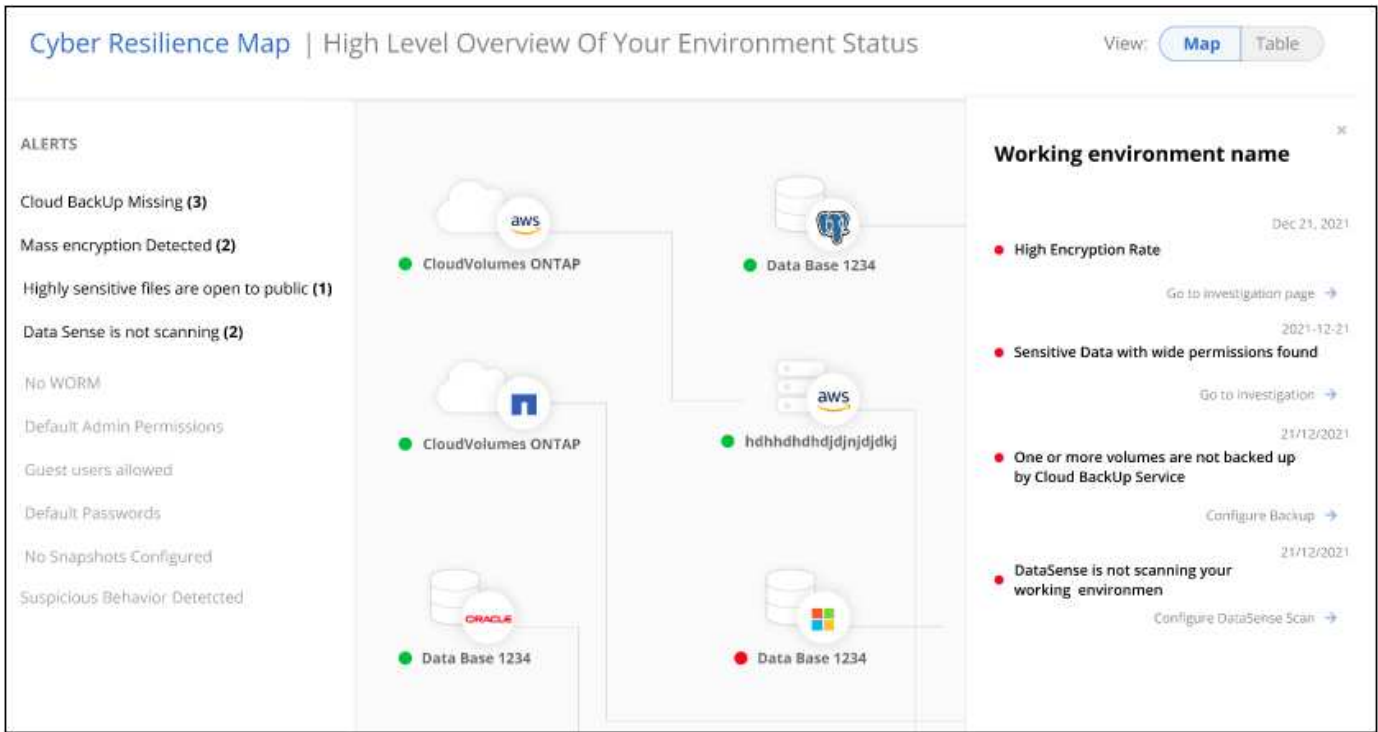 Cyber Resilience Map | High Level Overview Of Your Environment Status
View: Map Table
ALERTS
Cloud BackUp Missing (3)
Mass encryption Detected (2)
Highly sensitive files are open to public (1)
Data Sense is not scanning (2)
No WORM
Default Admin Permissions
Guest users allowed
Default Passwords
No Snapshots Configured
Suspicious Behavior Detetcted
aws
CloudVolumes ONTAP
Data Base 1234
CloudVolumes ONTAP
aws
hdhhdhdhdjdjnjdjdkj
ORACLE
Data Base 1234
Data Base 1234
Working environment name
Dec 21, 2021
High Encryption Rate
Go to investigation page
2021-12-21
Sensitive Data with wide permissions found
Go to investigation
21/12/2021
One or more volumes are not backed up
by Cloud BackUp Service
Configure Backup
21/12/2021
DataSense is not scanning your
working environmen
Configure DataSense Scan